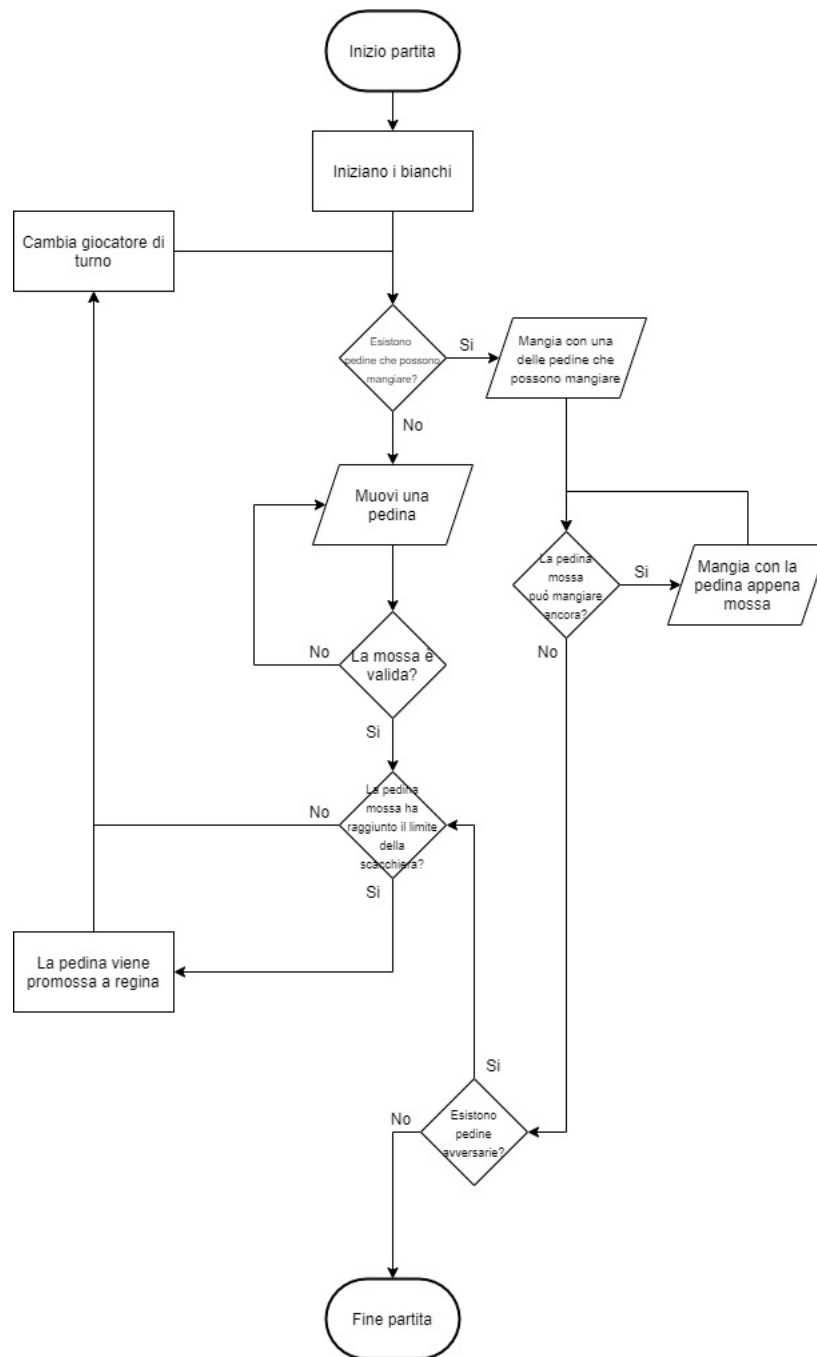 Inizio partita
Iniziano i bianchi
Cambia giocatore di
turno
Esistono
pedine che possono
mangiare?
Si
Mangia con una
delle pedine che
possono mangiare
No
Muovi una
pedina
La pedina
mossa
può mangiare
ancora?
Si
Mangia con la
pedina appena
mossa
No
La mossa è
valida?
No
Si
La pedina
mossa ha
raggiunto il limite
della
scacchiera?
No
Si
La pedina viene
promossa a regina
Si
Esistono
pedine
avversarie?
No
Fine partita